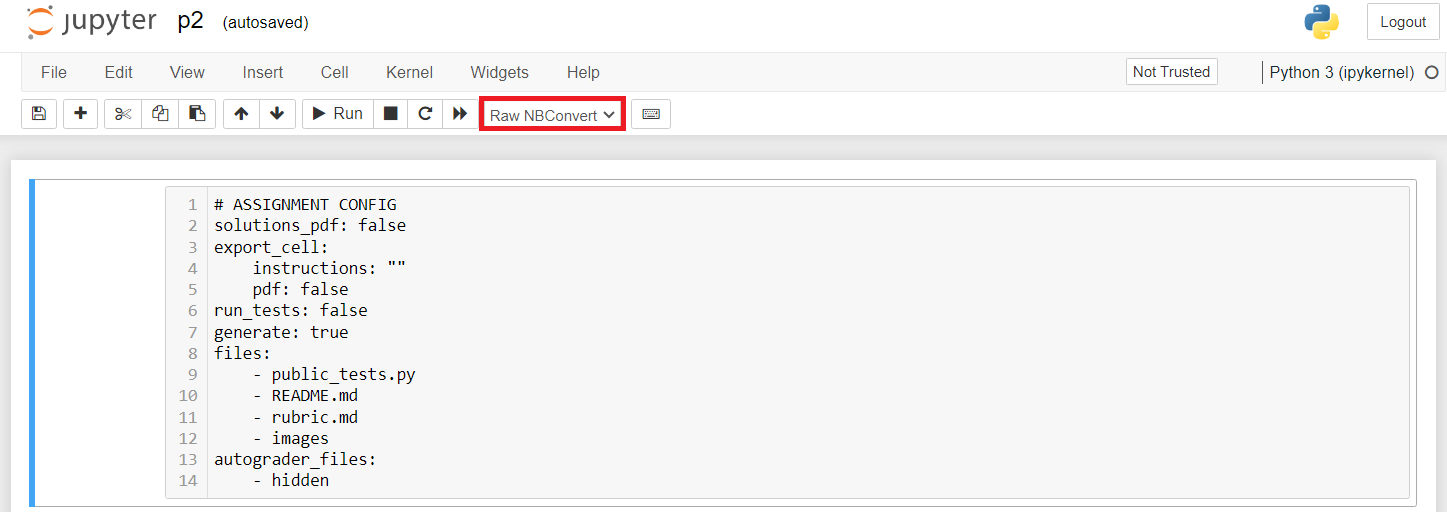 jupyter p2 (autosaved) Logout
File Edit View Insert Cell Kernel Widgets Help Not Trusted Python 3 (ipykernel)
Run Raw NBConvert
1 # ASSIGNMENT CONFIG
2 solutions_pdf: false
3 export_cell:
4     instructions: ""
5     pdf: false
6 run_tests: false
7 generate: true
8 files:
9     - public_tests.py
10     - README.md
11     - rubric.md
12     - images
13 autograder_files:
14     - hidden